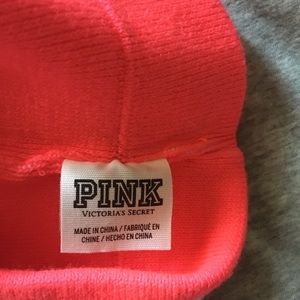 PINK
VICTORIA'S SECRET
MADE IN CHINA / FABRIQUÉ EN
CHINE / HECHO EN CHINA